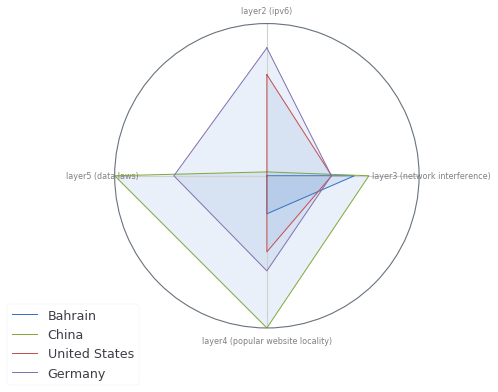 layer2 (ipv6)
layer5 (data laws)
layer3 (network interference)
layer4 (popular website locality)
Bahrain
China
United States
Germany